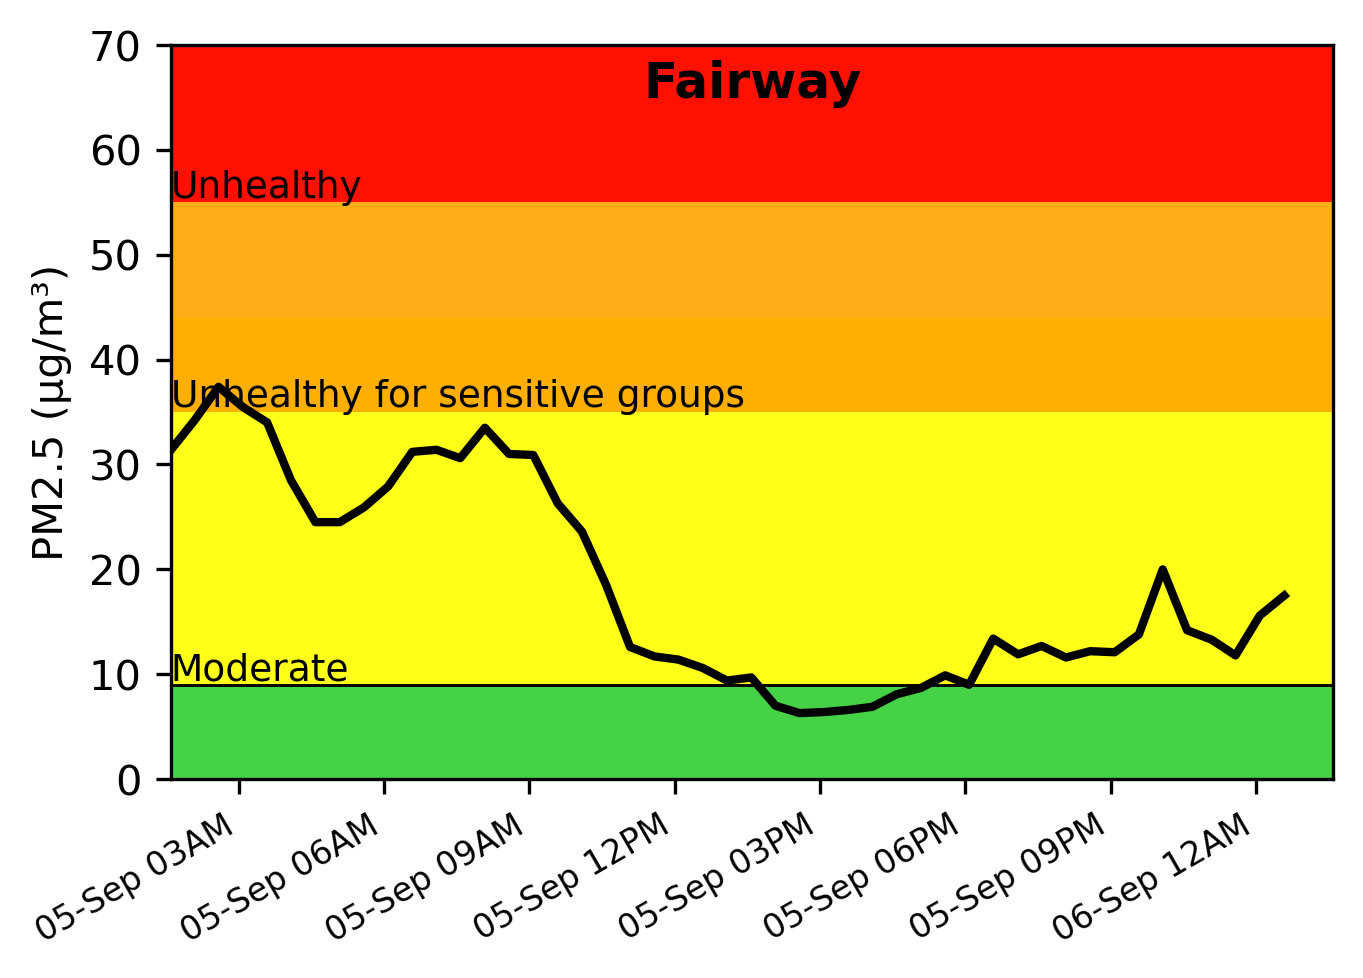 Fairway
70
60
50
40
30
20
10
0
PM2.5 (µg/m³)
Unhealthy
Unhealthy for sensitive groups
Moderate
05-Sep 03AM
05-Sep 06AM
05-Sep 09AM
05-Sep 12PM
05-Sep 03PM
05-Sep 06PM
05-Sep 09PM
06-Sep 12AM